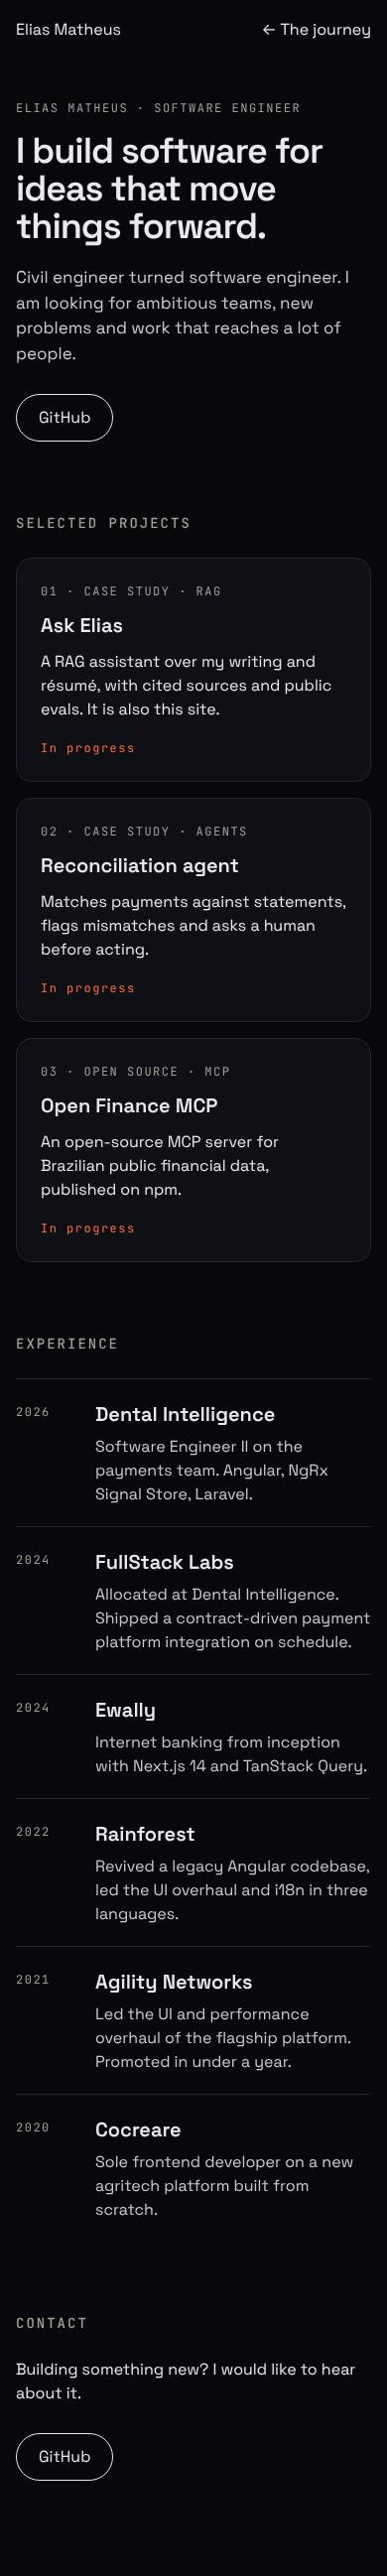 Elias Matheus
← The journey
ELIAS MATHEUS · SOFTWARE ENGINEER
I build software for
ideas that move
things forward.
Civil engineer turned software engineer. I
am looking for ambitious teams, new
problems and work that reaches a lot of
people.
GitHub
SELECTED PROJECTS
01 · CASE STUDY · RAG
Ask Elias
A RAG assistant over my writing and
résumé, with cited sources and public
evals. It is also this site.
In progress
02 · CASE STUDY · AGENTS
Reconciliation agent
Matches payments against statements,
flags mismatches and asks a human
before acting.
In progress
03 · OPEN SOURCE · MCP
Open Finance MCP
An open-source MCP server for
Brazilian public financial data,
published on npm.
In progress
EXPERIENCE
2026
Dental Intelligence
Software Engineer II on the
payments team. Angular, NgRx
Signal Store, Laravel.
2024
FullStack Labs
Allocated at Dental Intelligence.
Shipped a contract-driven payment
platform integration on schedule.
2024
Ewally
Internet banking from inception
with Next.js 14 and TanStack Query.
2022
Rainforest
Revived a legacy Angular codebase,
led the UI overhaul and i18n in three
languages.
2021
Agility Networks
Led the UI and performance
overhaul of the flagship platform.
Promoted in under a year.
2020
Cocreare
Sole frontend developer on a new
agritech platform built from
scratch.
CONTACT
Building something new? I would like to hear
about it.
GitHub